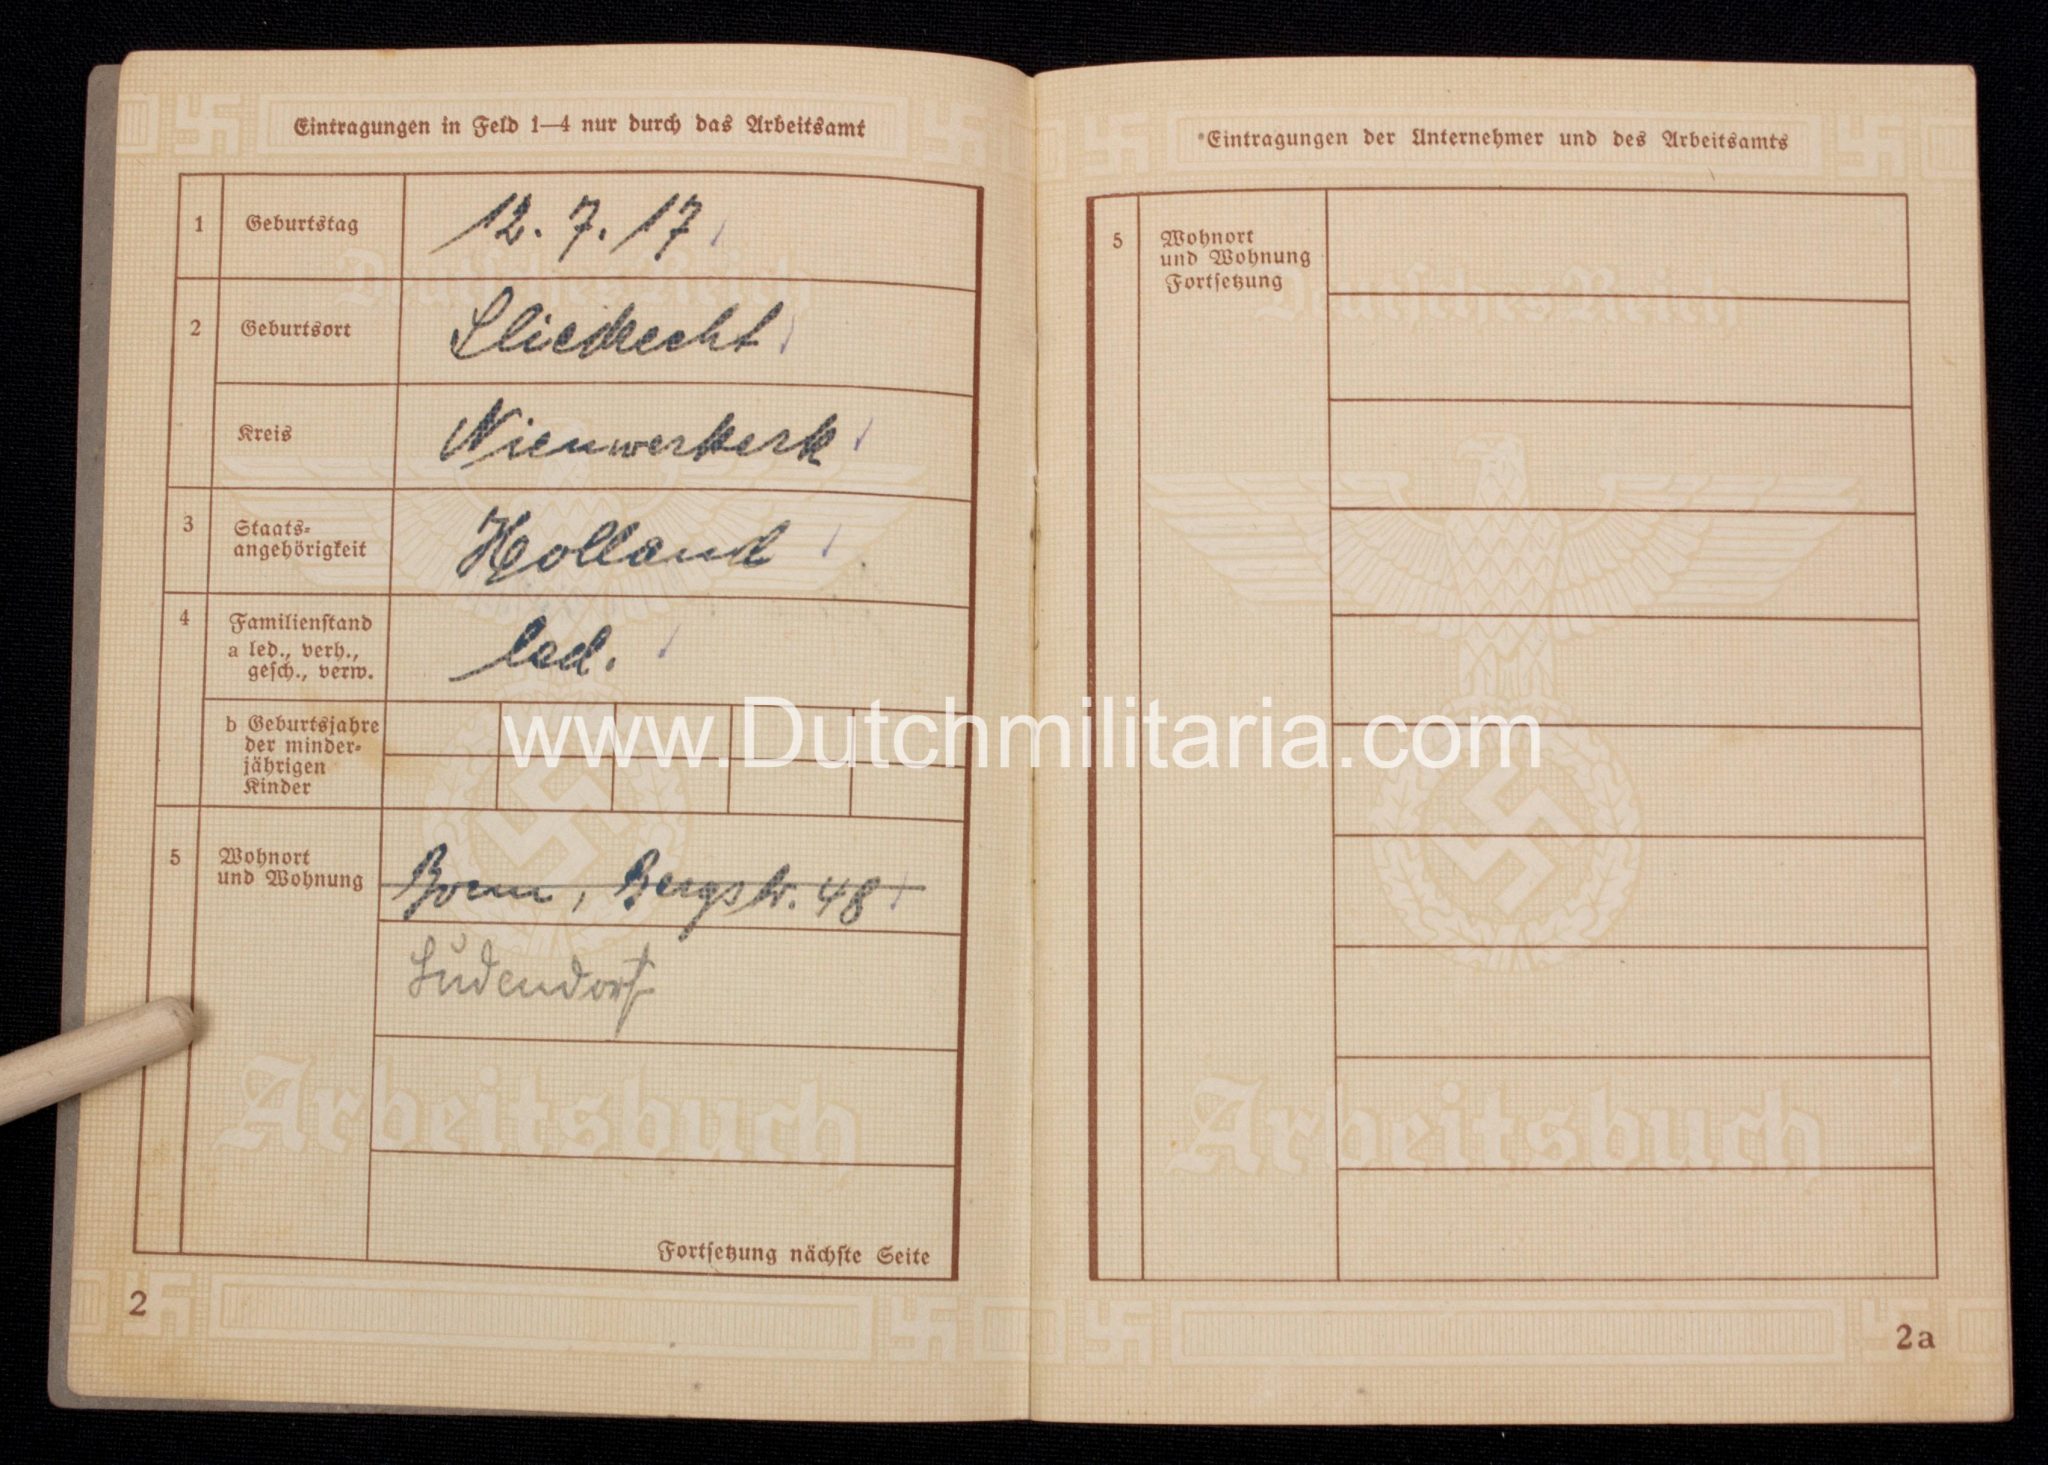 Eintragungen in Feld 1—4 nur durch das Arbeitsamt
1 Geburtstag 12. 7. 17
2 Geburtsort Sliedrecht
Kreis Nieuwerkerk
3 Staats-
angehörigkeit Holland
4 Familienstand
a led., verh.,
gesch., verw. led.
b Geburtsjahre
der minder-
jährigen
Kinder
5 Wohnort
und Wohnung Bonn, Bergstr. 48
Ludendorf
Fortsetzung nächste Seite
2
Deutsches Reich
Arbeitsbuch
Eintragungen der Unternehmer und des Arbeitsamts
5 Wohnort
und Wohnung
Fortsetzung
Deutsches Reich
Arbeitsbuch
2a
www.Dutchmilitaria.com